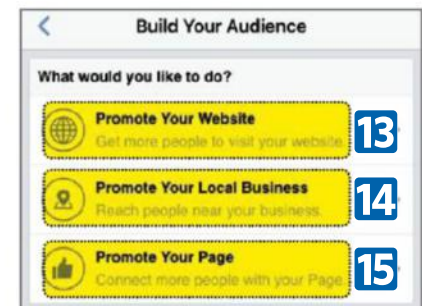 Build Your Audience
What would you like to do?
Promote Your Website
Get more people to visit your website.
13
Promote Your Local Business
Reach people near your business.
14
Promote Your Page
Connect more people with your Page
15